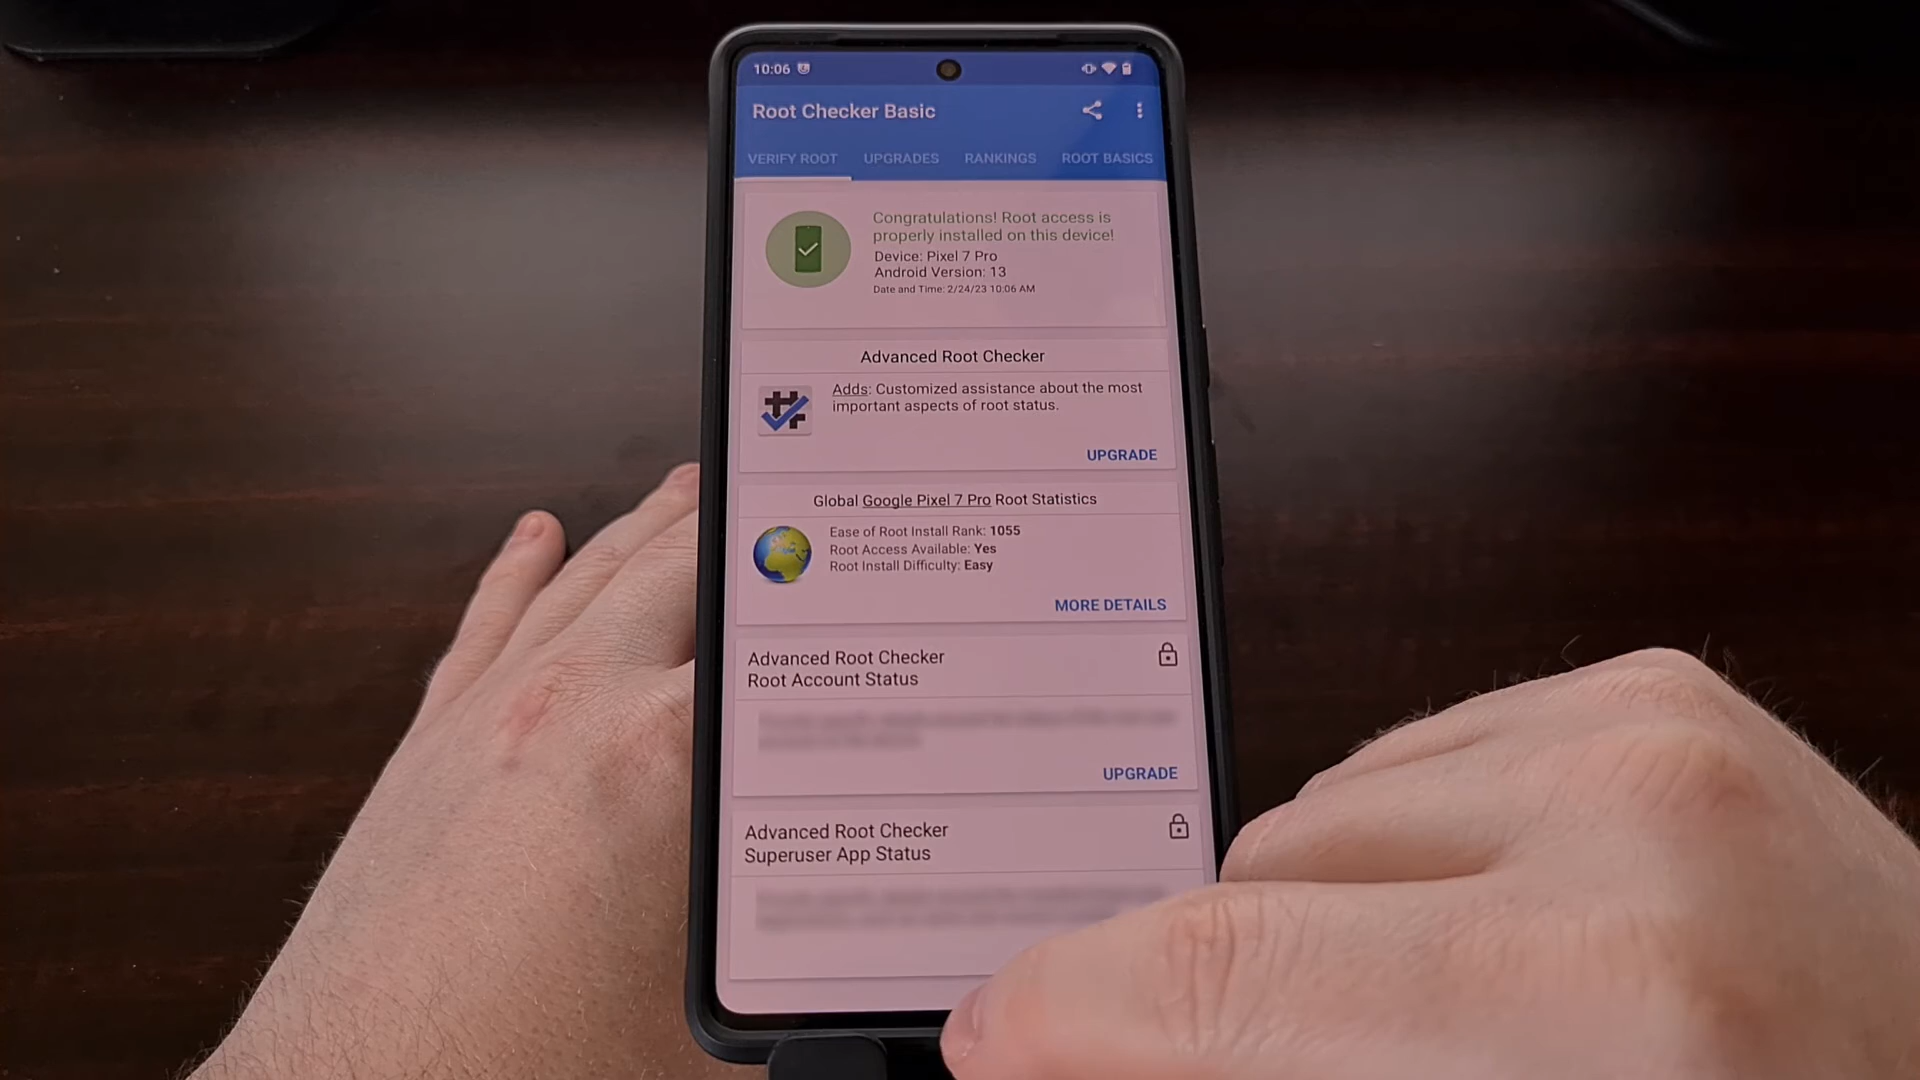 10:06
Root Checker Basic
VERIFY ROOT UPGRADES RANKINGS ROOT BASICS
Congratulations! Root access is
properly installed on this device!
Device: Pixel 7 Pro
Android Version: 13
Date and Time: 2/24/23 10:06 AM
Advanced Root Checker
Adds: Customized assistance about the most
important aspects of root status.
UPGRADE
Global Google Pixel 7 Pro Root Statistics
Ease of Root Install Rank: 1055
Root Access Available: Yes
Root Install Difficulty: Easy
MORE DETAILS
Advanced Root Checker
Root Account Status
UPGRADE
Advanced Root Checker
Superuser App Status